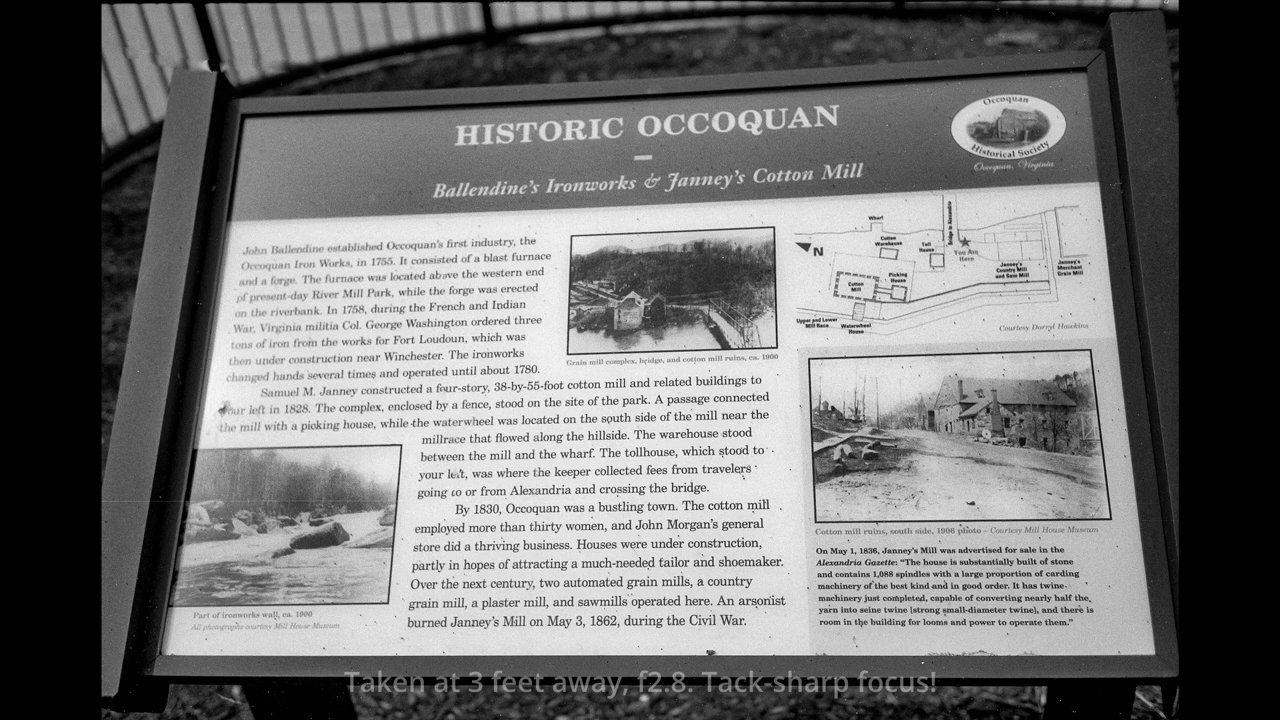 HISTORIC OCCOQUAN
Ballendine's Ironworks & Janney's Cotton Mill
Occoquan
Historical Society
Occoquan, Virginia
John Ballendine established Occoquan's first industry, the
Occoquan Iron Works, in 1755. It consisted of a blast furnace
and a forge. The furnace was located above the western end
of present-day River Mill Park, while the forge was erected
on the riverbank. In 1758, during the French and Indian
War, Virginia militia Col. George Washington ordered three
tons of iron from the works for Fort Loudoun, which was
then under construction near Winchester. The ironworks
changed hands several times and operated until about 1780.
Samuel M. Janney constructed a four-story, 38-by-55-foot cotton mill and related buildings to
your left in 1828. The complex, enclosed by a fence, stood on the site of the park. A passage connected
the mill with a picking house, while the waterwheel was located on the south side of the mill near the
millrace that flowed along the hillside. The warehouse stood
between the mill and the wharf. The tollhouse, which stood to
your left, was where the keeper collected fees from travelers
going to or from Alexandria and crossing the bridge.
By 1830, Occoquan was a bustling town. The cotton mill
employed more than thirty women, and John Morgan's general
store did a thriving business. Houses were under construction,
partly in hopes of attracting a much-needed tailor and shoemaker.
Over the next century, two automated grain mills, a country
grain mill, a plaster mill, and sawmills operated here. An arsonist
burned Janney's Mill on May 3, 1862, during the Civil War.
Grain mill complex, bridge, and cotton mill ruins, ca. 1900
Part of ironworks wall, ca. 1900
All photographs courtesy Mill House Museum
N
Wharf
Cotton
Warehouse
Toll
House
Bridge to Alexandria
You Are
Here
Cotton
Mill
Picking
House
Janney's
Country Mill
and Saw Mill
Janney's
Merchant
Grain Mill
Upper and Lower
Mill Race
Waterwheel
House
Courtesy Darryl Hawkins
Cotton mill ruins, south side, 1906 photo – Courtesy Mill House Museum
On May 1, 1836, Janney's Mill was advertised for sale in the
Alexandria Gazette: "The house is substantially built of stone
and contains 1,088 spindles with a large proportion of carding
machinery of the best kind and in good order. It has twine-
machinery just completed, capable of converting nearly half the
yarn into seine twine [strong small-diameter twine], and there is
room in the building for looms and power to operate them."
Taken at 3 feet away, f2.8. Tack-sharp focus!